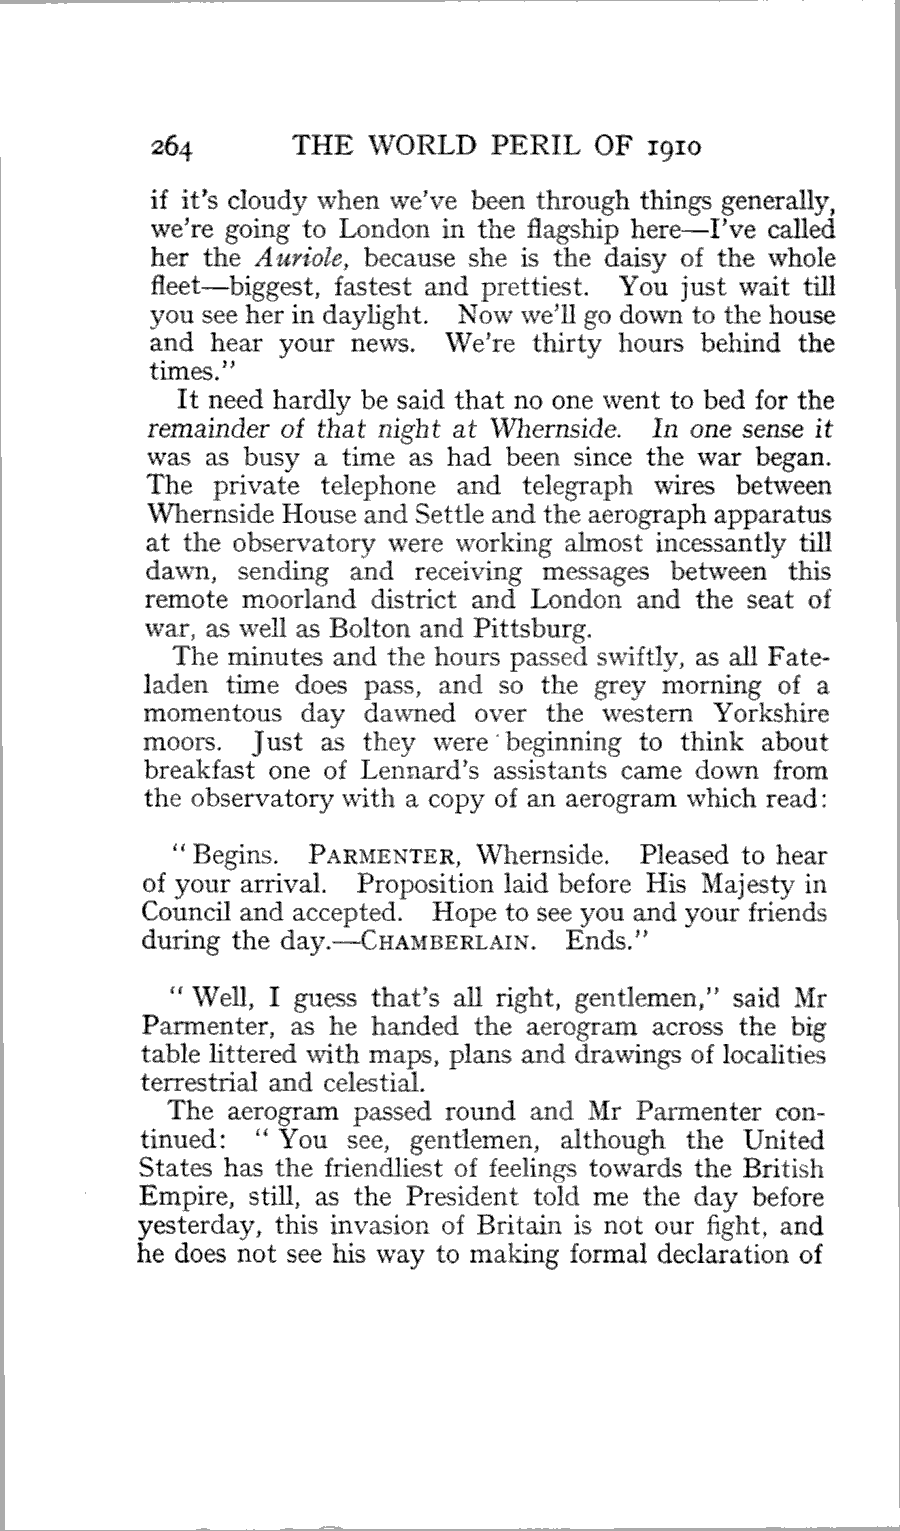 264 THE WORLD PERIL OF 1910
if it's cloudy when we've been through things generally,
we're going to London in the flagship here—I've called
her the Auriole, because she is the daisy of the whole
fleet—biggest, fastest and prettiest. You just wait till
you see her in daylight. Now we'll go down to the house
and hear your news. We're thirty hours behind the
times."
It need hardly be said that no one went to bed for the
remainder of that night at Whernside. In one sense it
was as busy a time as had been since the war began.
The private telephone and telegraph wires between
Whernside House and Settle and the aerograph apparatus
at the observatory were working almost incessantly till
dawn, sending and receiving messages between this
remote moorland district and London and the seat of
war, as well as Bolton and Pittsburg.
The minutes and the hours passed swiftly, as all Fate-
laden time does pass, and so the grey morning of a
momentous day dawned over the western Yorkshire
moors. Just as they were beginning to think about
breakfast one of Lennard's assistants came down from
the observatory with a copy of an aerogram which read:
"Begins. PARMENTER, Whernside. Pleased to hear
of your arrival. Proposition laid before His Majesty in
Council and accepted. Hope to see you and your friends
during the day.—CHAMBERLAIN. Ends."
"Well, I guess that's all right, gentlemen," said Mr
Parmenter, as he handed the aerogram across the big
table littered with maps, plans and drawings of localities
terrestrial and celestial.
The aerogram passed round and Mr Parmenter con-
tinued: "You see, gentlemen, although the United
States has the friendliest of feelings towards the British
Empire, still, as the President told me the day before
yesterday, this invasion of Britain is not our fight, and
he does not see his way to making formal declaration of